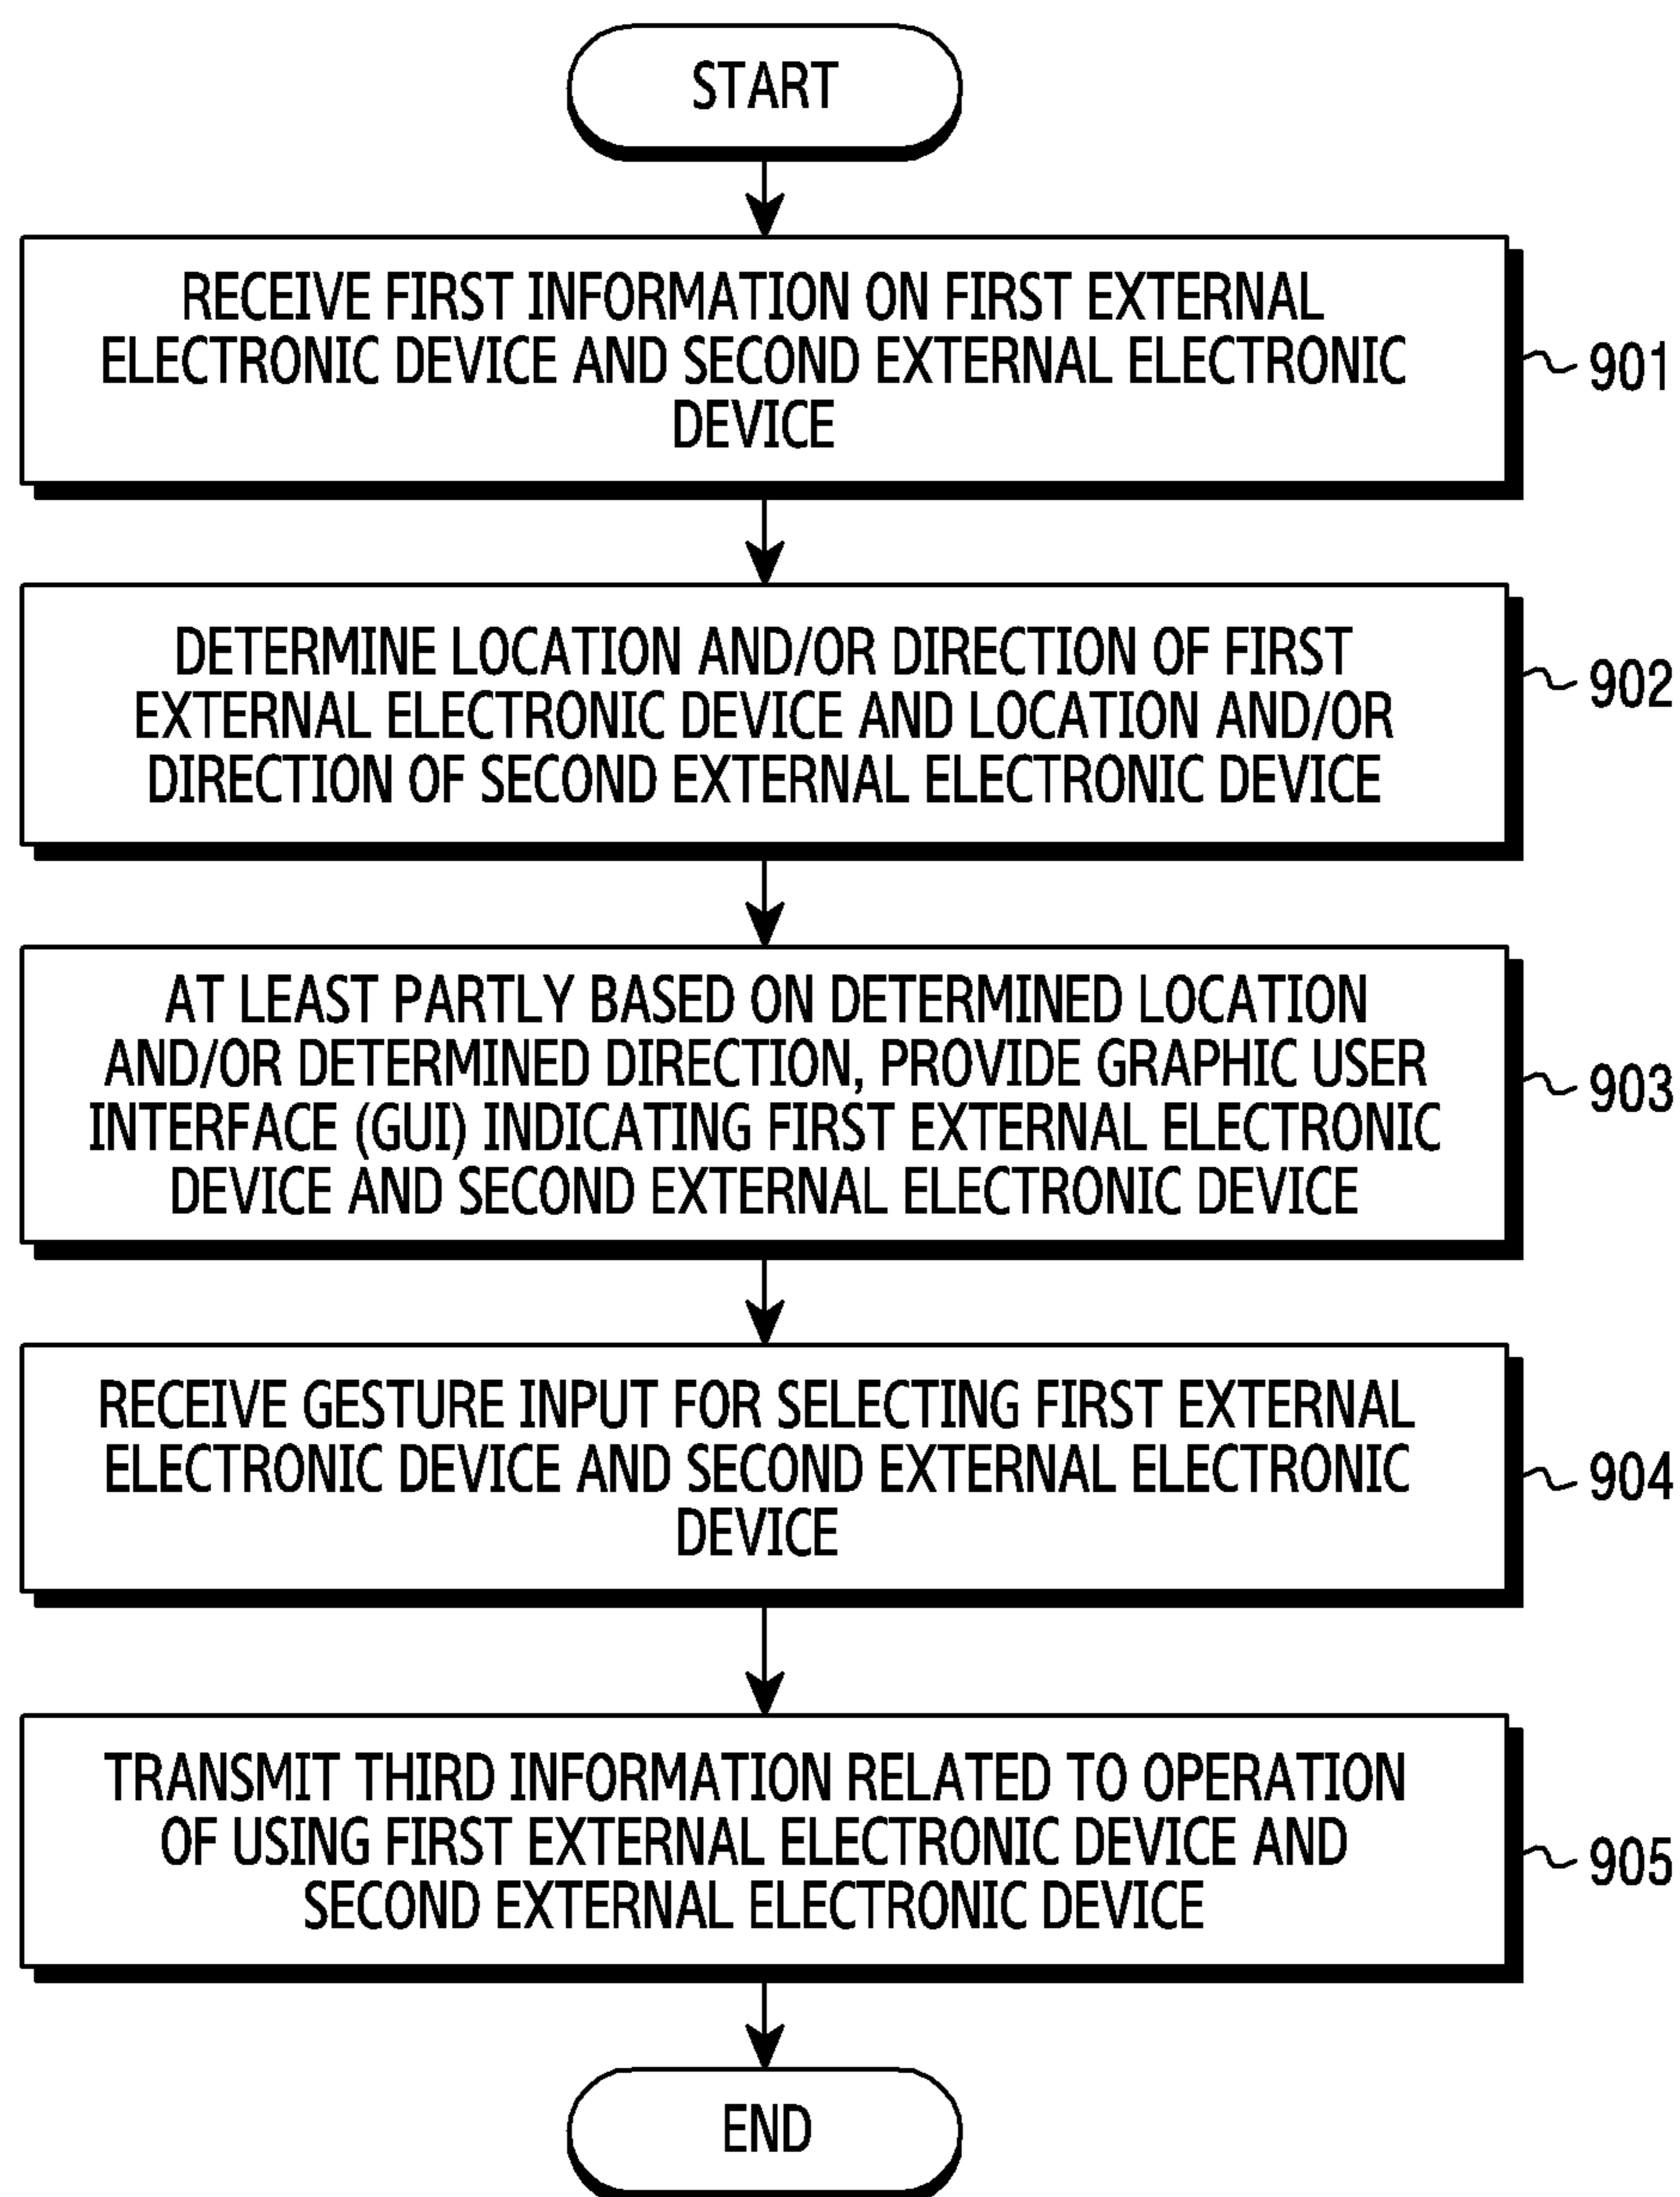 START
RECEIVE FIRST INFORMATION ON FIRST EXTERNAL
ELECTRONIC DEVICE AND SECOND EXTERNAL ELECTRONIC
DEVICE
901
DETERMINE LOCATION AND/OR DIRECTION OF FIRST
EXTERNAL ELECTRONIC DEVICE AND LOCATION AND/OR
DIRECTION OF SECOND EXTERNAL ELECTRONIC DEVICE
902
AT LEAST PARTLY BASED ON DETERMINED LOCATION
AND/OR DETERMINED DIRECTION, PROVIDE GRAPHIC USER
INTERFACE (GUI) INDICATING FIRST EXTERNAL ELECTRONIC
DEVICE AND SECOND EXTERNAL ELECTRONIC DEVICE
903
RECEIVE GESTURE INPUT FOR SELECTING FIRST EXTERNAL
ELECTRONIC DEVICE AND SECOND EXTERNAL ELECTRONIC
DEVICE
904
TRANSMIT THIRD INFORMATION RELATED TO OPERATION
OF USING FIRST EXTERNAL ELECTRONIC DEVICE AND
SECOND EXTERNAL ELECTRONIC DEVICE
905
END